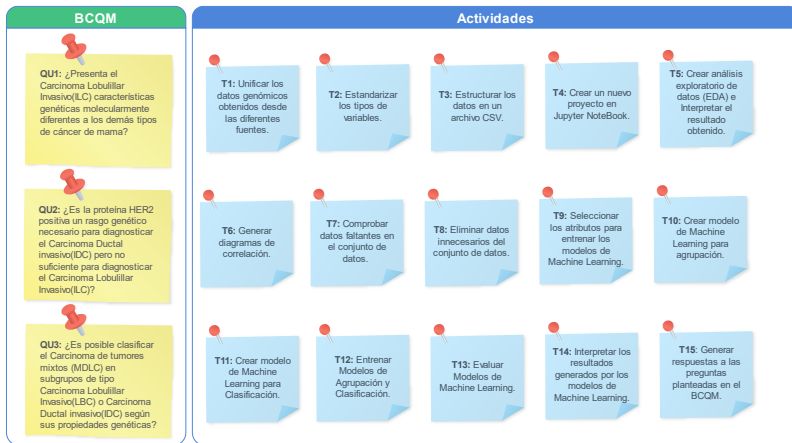 BCQM
Actividades
QU1: ¿Presenta el
Carcinoma Lobulillar
Invasivo(ILC) características
genéticas molecularmente
diferentes a los demás tipos
de cáncer de mama?
T1: Unificar los
datos genómicos
obtenidos desde
las diferentes
fuentes.
T2: Estandarizar
los tipos de
variables.
T3: Estructurar los
datos en un
archivo CSV.
T4: Crear un nuevo
proyecto en
Jupyter NoteBook.
T5: Crear análisis
exploratorio de
datos (EDA) e
Interpretar el
resultado
obtenido.
QU2: ¿Es la proteína HER2
positiva un rasgo genético
necesario para diagnosticar
el Carcinoma Ductal
invasivo(IDC) pero no
suficiente para diagnosticar
el Carcinoma Lobulillar
Invasivo(ILC)?
T6: Generar
diagramas de
correlación.
T7: Comprobar
datos faltantes en
el conjunto de
datos.
T8: Eliminar datos
innecesarios del
conjunto de datos.
T9: Seleccionar
los atributos para
entrenar los
modelos de
Machine Learning.
T10: Crear modelo
de Machine
Learning para
agrupación.
QU3: ¿Es posible clasificar
el Carcinoma de tumores
mixtos (MDLC) en
subgrupos de tipo
Carcinoma Lobulillar
Invasivo(LBC) o Carcinoma
Ductal invasivo(IDC) según
sus propiedades genéticas?
T11: Crear modelo
de Machine
Learning para
Clasificación.
T12: Entrenar
Modelos de
Agrupación y
Clasificación.
T13: Evaluar
Modelos de
Machine Learning.
T14: Interpretar los
resultados
generados por los
modelos de
Machine Learning.
T15: Generar
respuestas a las
preguntas
planteadas en el
BCQM.